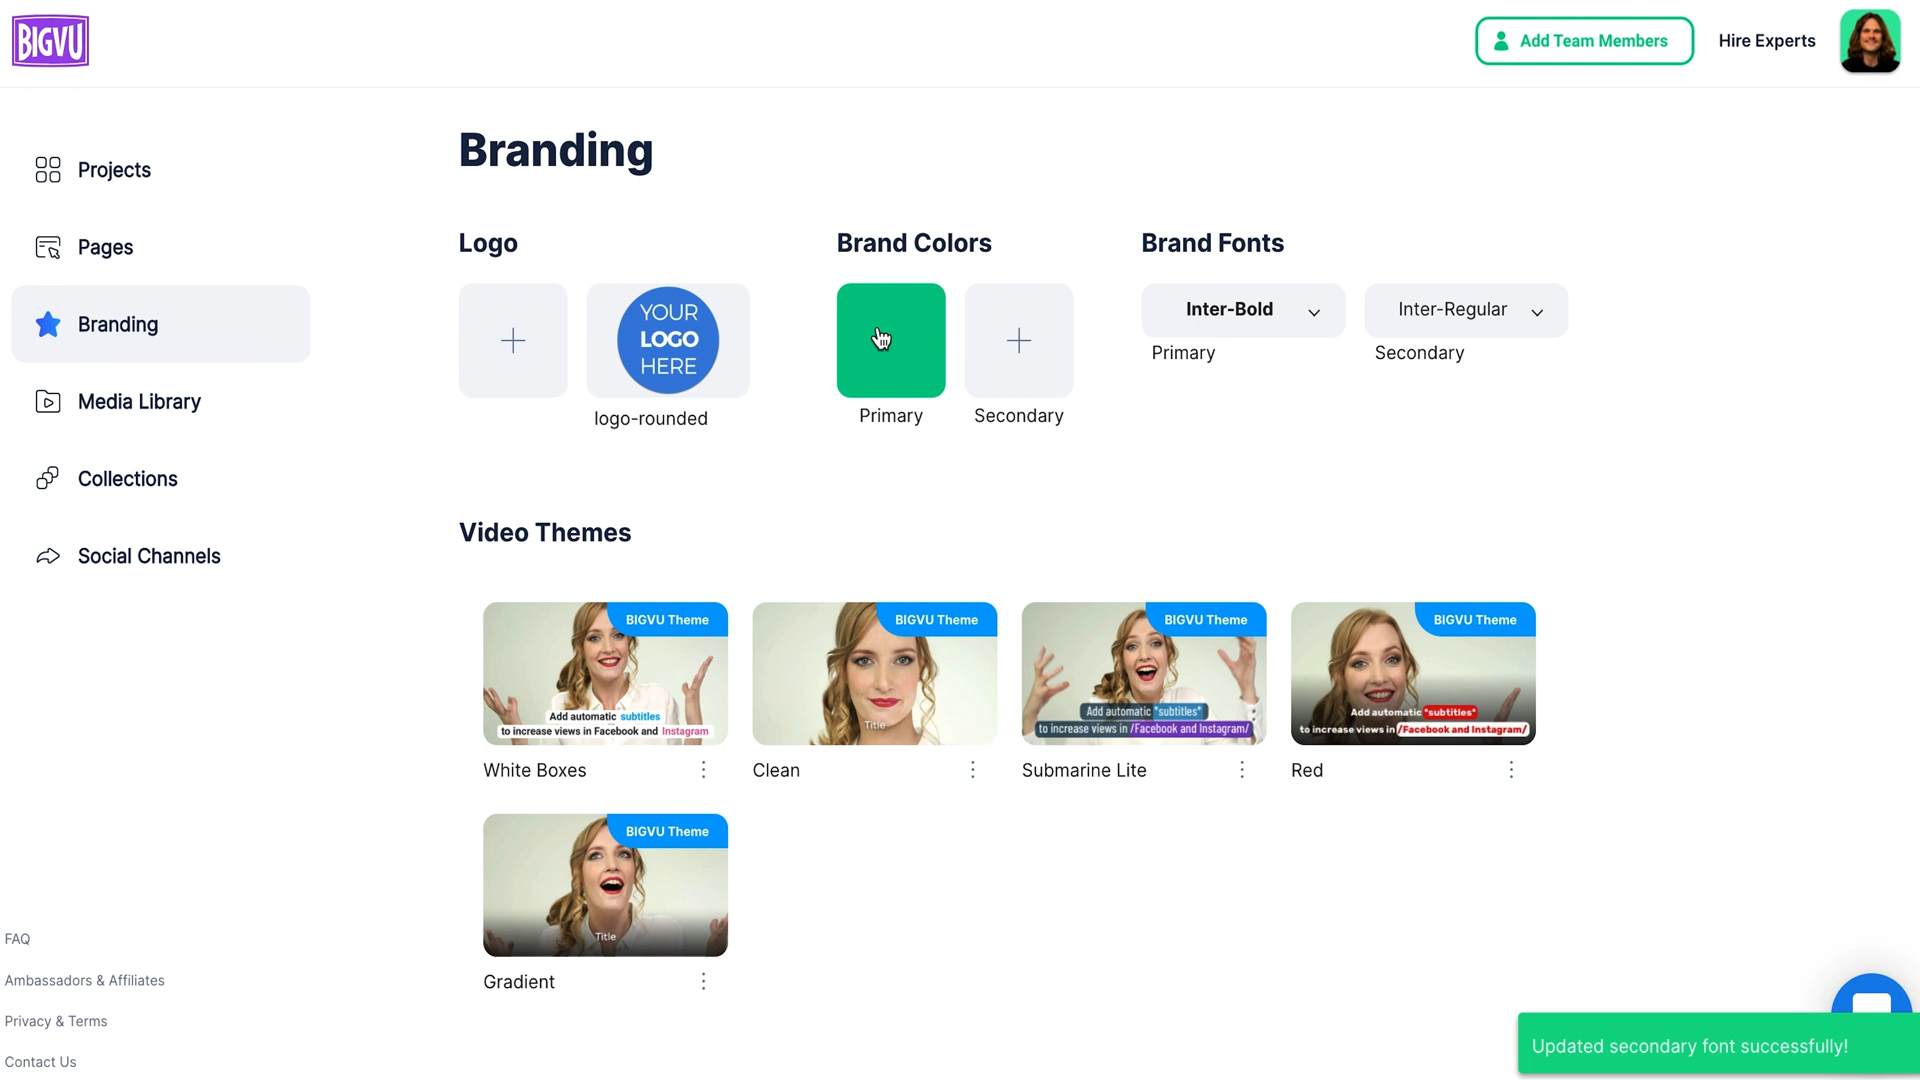 BIGVU
Add Team Members
Hire Experts
Projects
Pages
Branding
Media Library
Collections
Social Channels
FAQ
Ambassadors & Affiliates
Privacy & Terms
Contact Us
Branding
Logo
YOUR
LOGO
HERE
logo-rounded
Brand Colors
Primary
Secondary
Brand Fonts
Inter-Bold
Primary
Inter-Regular
Secondary
Video Themes
BIGVU Theme
Add automatic subtitles
to increase views in Facebook and Instagram
White Boxes
BIGVU Theme
Title
Clean
BIGVU Theme
Add automatic *subtitles*
to increase views in /Facebook and Instagram/
Submarine Lite
BIGVU Theme
Add automatic *subtitles*
to increase views in /Facebook and Instagram/
Red
BIGVU Theme
Title
Gradient
Updated secondary font successfully!